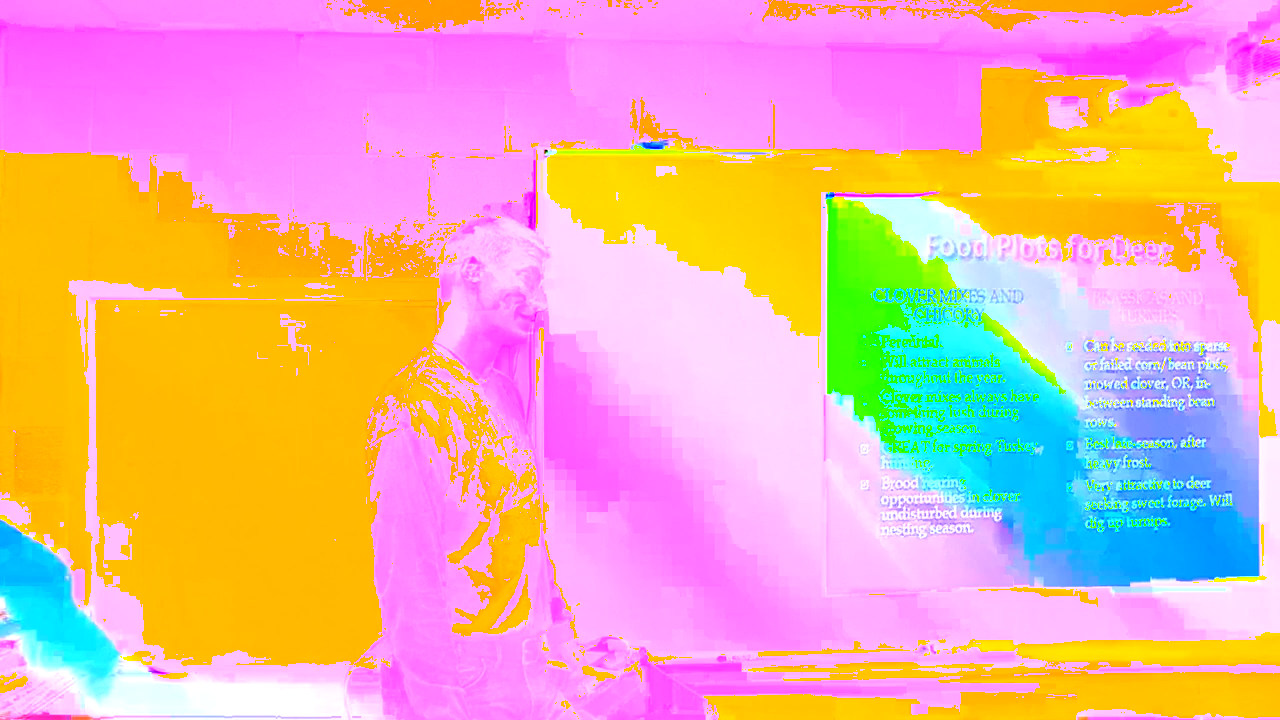 Food Plots for Deer
CLOVER MIXES AND
CHICORY
Perennial.
Will attract animals
throughout the year.
Clover mixes always have
something lush during
growing season.
for spring Turkey
hunting.
Brood rearing
opportunities in clover
undisturbed during
nesting season.
BRASSICAS AND
TURNIPS
Can be seeded into sparse
or failed corn/bean plots,
mowed clover, OR, in-
between standing bean
rows.
Best late-season, after
heavy frost.
Very attractive to deer
seeking sweet forage. Will
dig up turnips.